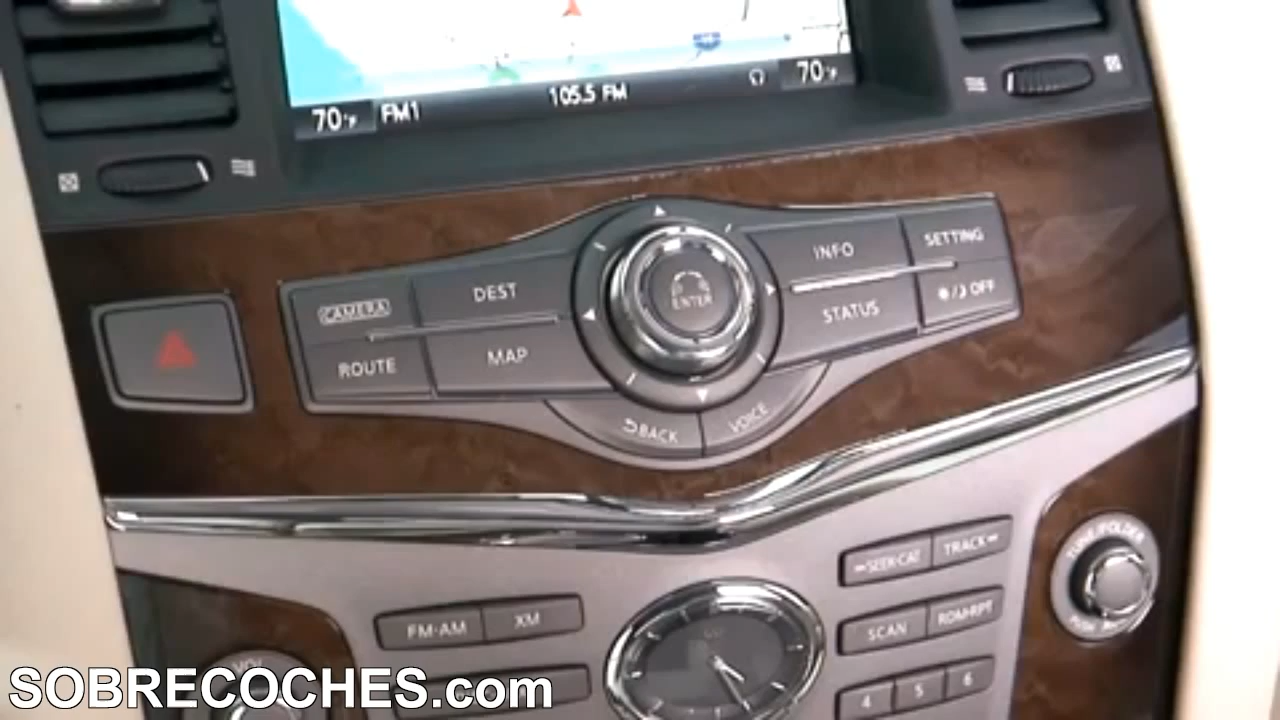 105.5 FM
70°F FM1 70°F
CAMERA DEST INFO SETTING
ENTER
ROUTE MAP STATUS OFF
BACK VOICE
TUNE/FOLDER
SEEK·CAT TRACK
FM·AM XM SCAN RDM·RPT
VOL
4 5 6
SOBRECOCHES.com